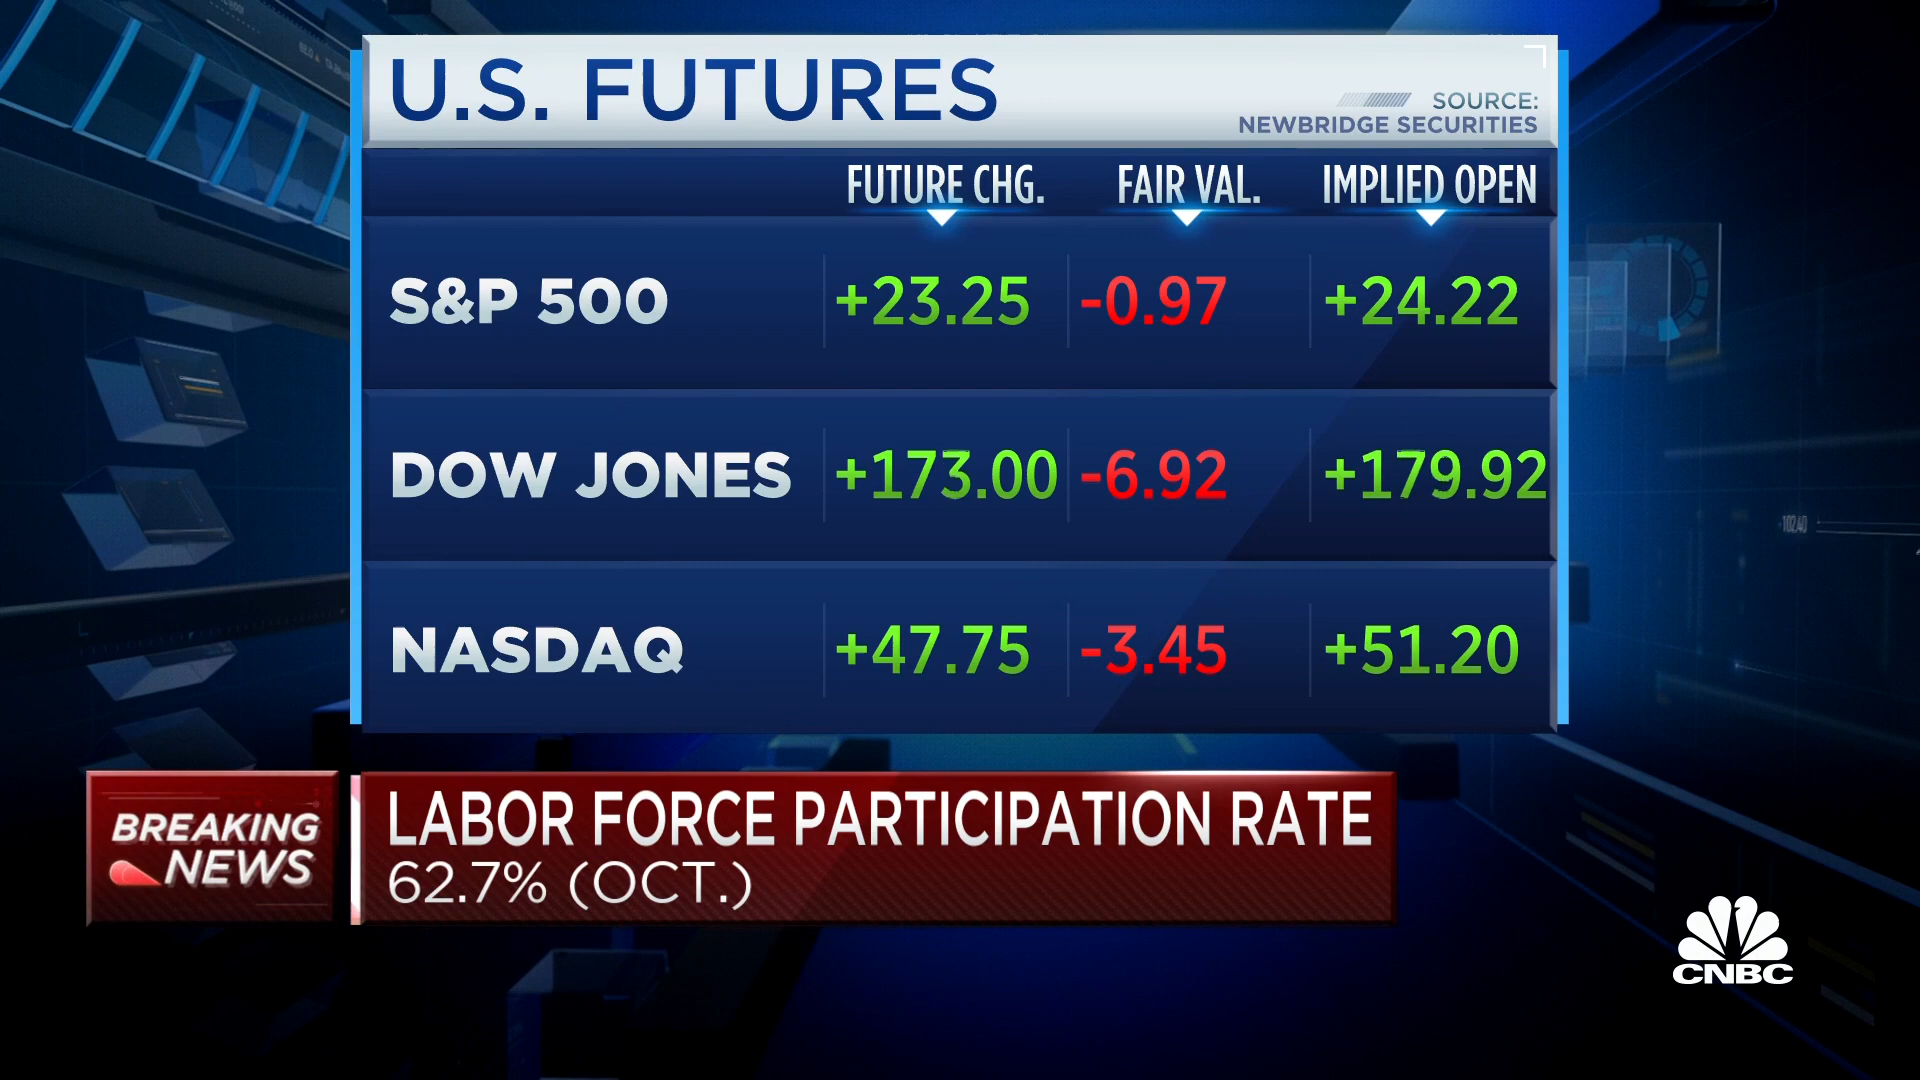 U.S. FUTURES
SOURCE:
NEWBRIDGE SECURITIES
FUTURE CHG. FAIR VAL. IMPLIED OPEN
S&P 500 +23.25 -0.97 +24.22
DOW JONES +173.00 -6.92 +179.92
NASDAQ +47.75 -3.45 +51.20
102.40
BREAKING
NEWS
LABOR FORCE PARTICIPATION RATE
62.7% (OCT.)
CNBC